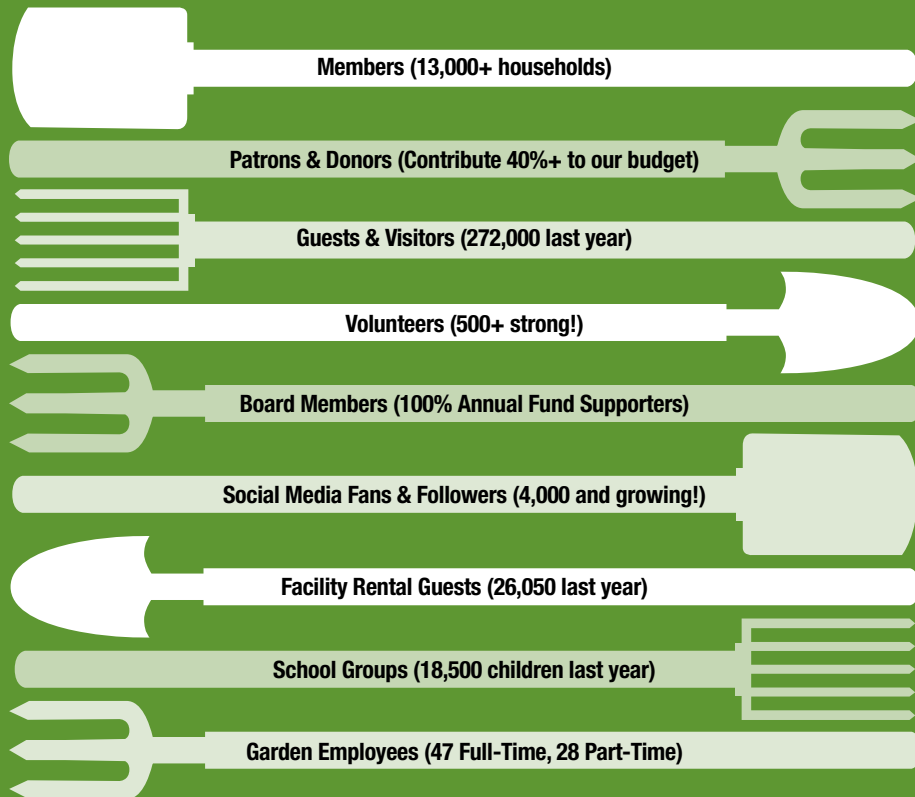 Members (13,000+ households)
Patrons & Donors (Contribute 40%+ to our budget)
Guests & Visitors (272,000 last year)
Volunteers (500+ strong!)
Board Members (100% Annual Fund Supporters)
Social Media Fans & Followers (4,000 and growing!)
Facility Rental Guests (26,050 last year)
School Groups (18,500 children last year)
Garden Employees (47 Full-Time, 28 Part-Time)